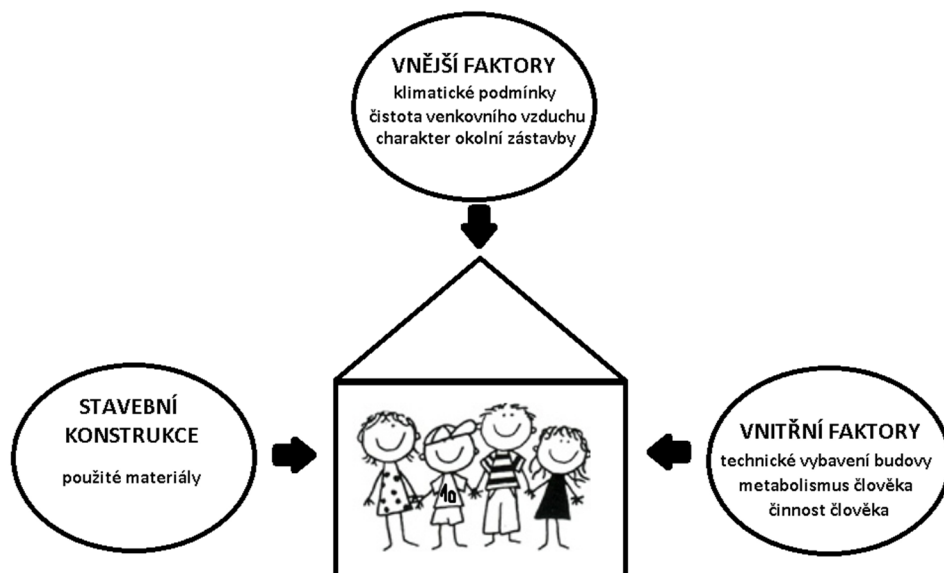 VNĚJŠÍ FAKTORY
klimatické podmínky
čistota venkovního vzduchu
charakter okolní zástavby
STAVEBNÍ
KONSTRUKCE
použité materiály
10
VNITŘNÍ FAKTORY
technické vybavení budovy
metabolismus člověka
činnost člověka